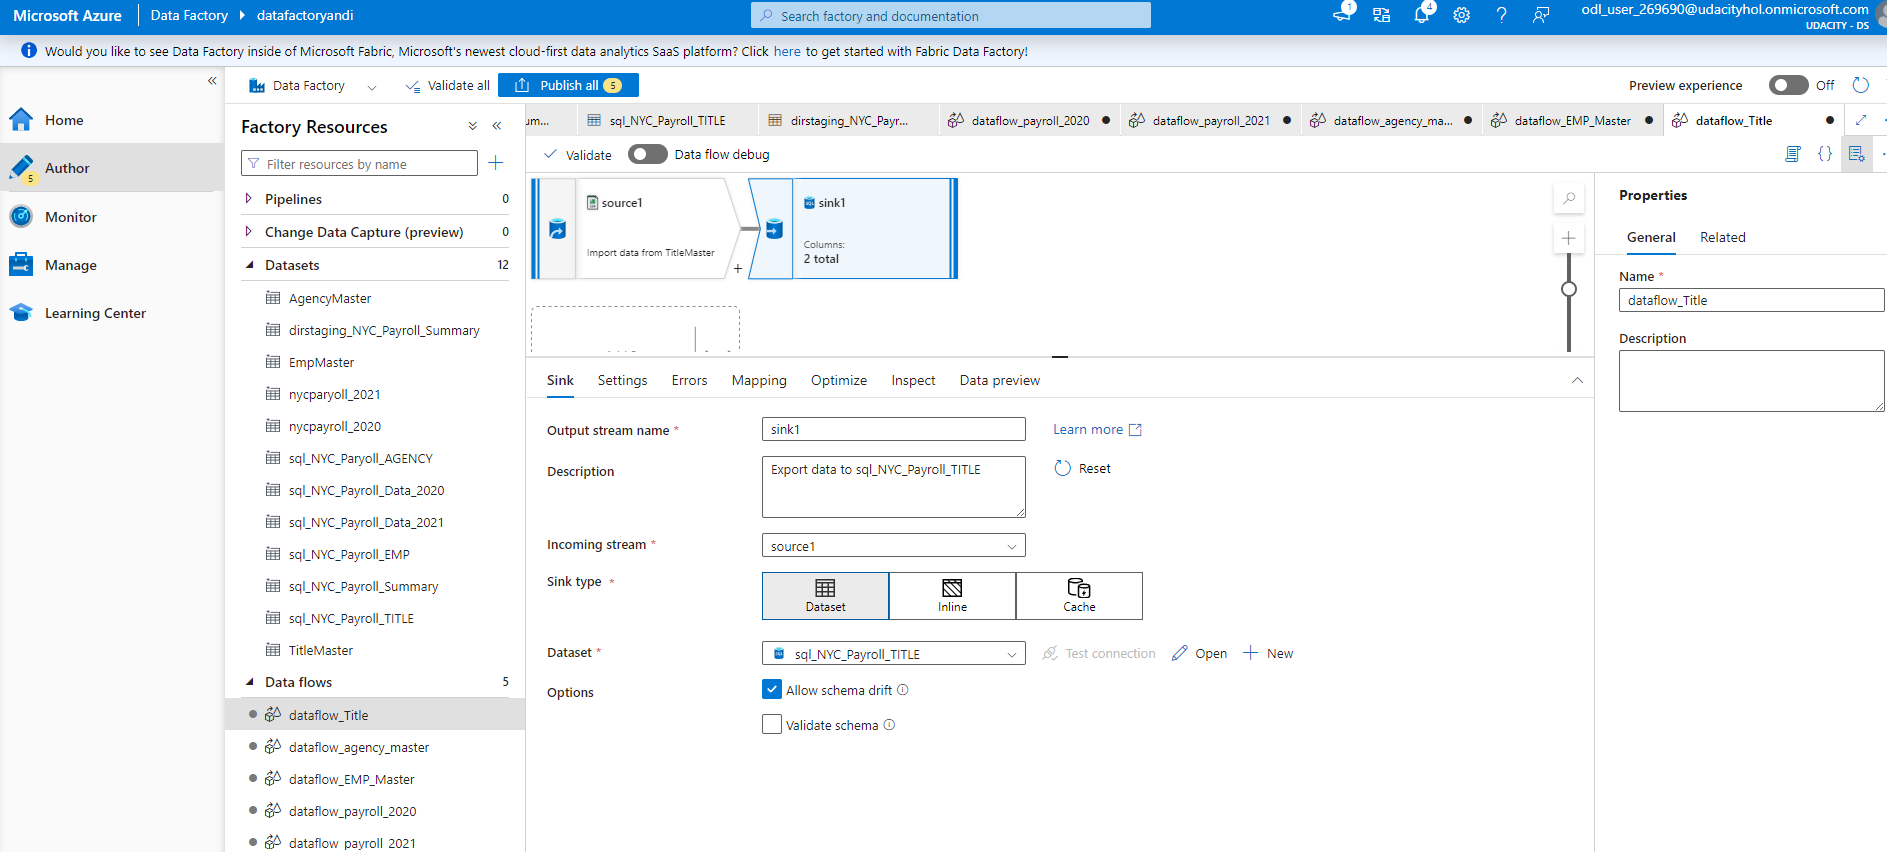 Microsoft Azure
Data Factory
datafactoryandi
Search factory and documentation
1
4
odl_user_269690@udacityhol.onmicrosoft.com
UDACITY - DS
Would you like to see Data Factory inside of Microsoft Fabric, Microsoft's newest cloud-first data analytics SaaS platform? Click here to get started with Fabric Data Factory!
Home
Author
5
Monitor
Manage
Learning Center
Data Factory
Validate all
Publish all 5
Preview experience
Off
Factory Resources
Filter resources by name
Pipelines 0
Change Data Capture (preview) 0
Datasets 12
AgencyMaster
dirstaging_NYC_Payroll_Summary
EmpMaster
nycparyoll_2021
nycpayroll_2020
sql_NYC_Paryoll_AGENCY
sql_NYC_Payroll_Data_2020
sql_NYC_Payroll_Data_2021
sql_NYC_Payroll_EMP
sql_NYC_Payroll_Summary
sql_NYC_Payroll_TITLE
TitleMaster
Data flows 5
dataflow_Title
dataflow_agency_master
dataflow_EMP_Master
dataflow_payroll_2020
dataflow_payroll_2021
um...
sql_NYC_Payroll_TITLE
dirstaging_NYC_Payr...
dataflow_payroll_2020
dataflow_payroll_2021
dataflow_agency_ma...
dataflow_EMP_Master
dataflow_Title
Validate
Data flow debug
source1
Import data from TitleMaster
+
sink1
Columns:
2 total
Sink
Settings
Errors
Mapping
Optimize
Inspect
Data preview
Output stream name *
sink1
Learn more
Description
Export data to sql_NYC_Payroll_TITLE
Reset
Incoming stream *
source1
Sink type *
Dataset
Inline
Cache
Dataset *
sql_NYC_Payroll_TITLE
Test connection
Open
New
Options
Allow schema drift
Validate schema
Properties
General
Related
Name *
dataflow_Title
Description